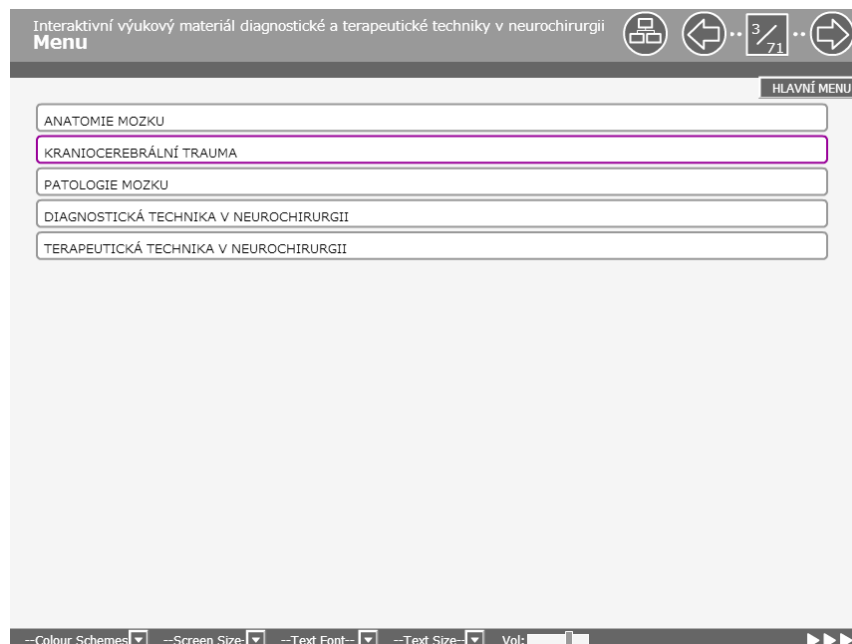 Interaktivní výukový materiál diagnostické a terapeutické techniky v neurochirurgii
Menu
3/71
HLAVNÍ MENU
ANATOMIE MOZKU
KRANIOCEREBRÁLNÍ TRAUMA
PATOLOGIE MOZKU
DIAGNOSTICKÁ TECHNIKA V NEUROCHIRURGII
TERAPEUTICKÁ TECHNIKA V NEUROCHIRURGII
--Colour Schemes --Screen Size- --Text Font-- --Text Size-- Vol: